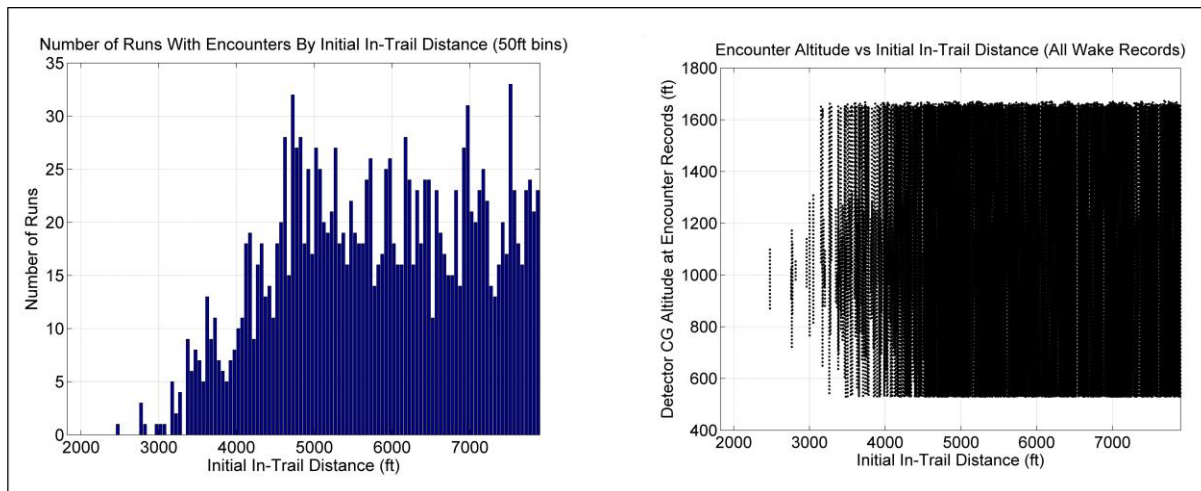 Number of Runs With Encounters By Initial In-Trail Distance (50ft bins)
35
30
25
20
15
10
5
0
Number of Runs
2000 3000 4000 5000 6000 7000
Initial In-Trail Distance (ft)
Encounter Altitude vs Initial In-Trail Distance (All Wake Records)
1800
1600
1400
1200
1000
800
600
400
Detector CG Altitude at Encounter Records (ft)
2000 3000 4000 5000 6000 7000
Initial In-Trail Distance (ft)